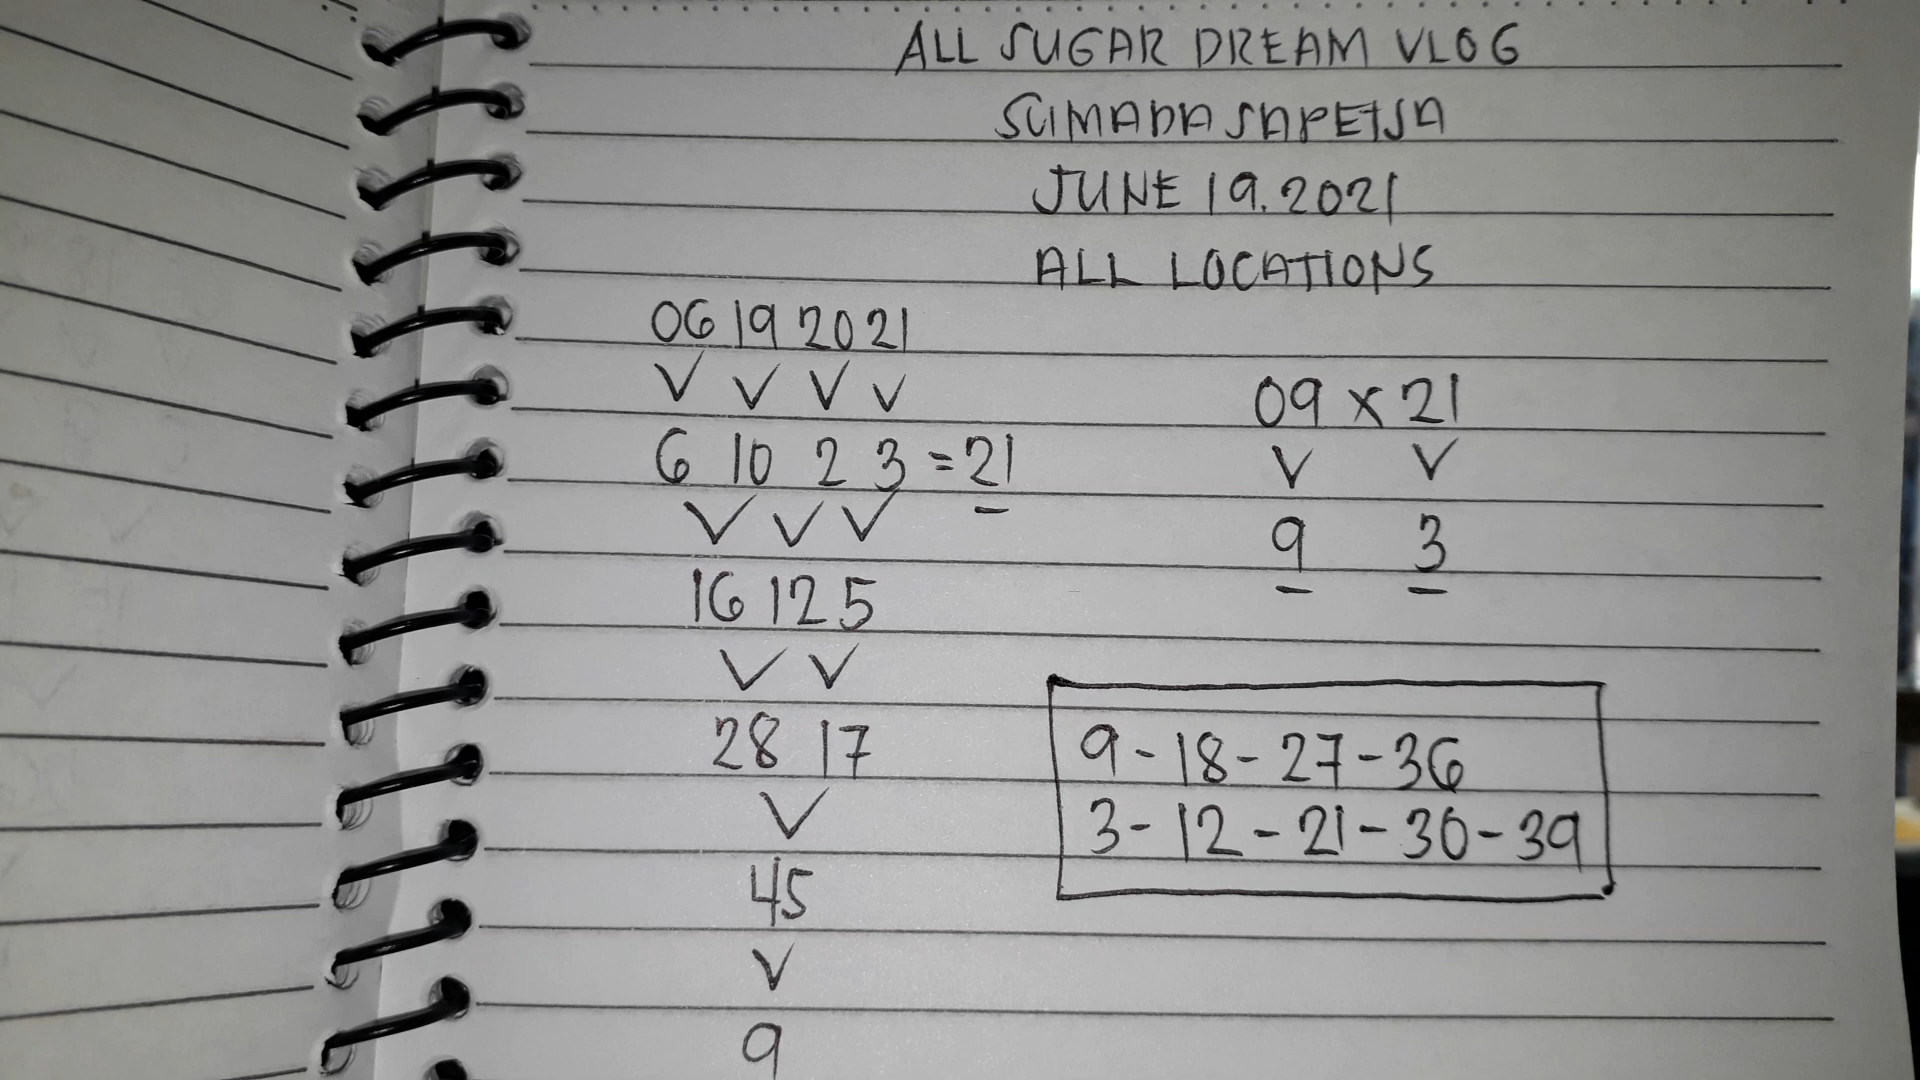 ALL SUGAR DREAM VLOG
JUNE 19.2021
ALL LOCATIONS
06 19 20 21
6 10 2 3 = 21
16 12 5
28 17
45
9
09 x 21
9 3
9-18-27-36
3-12-21-30-39